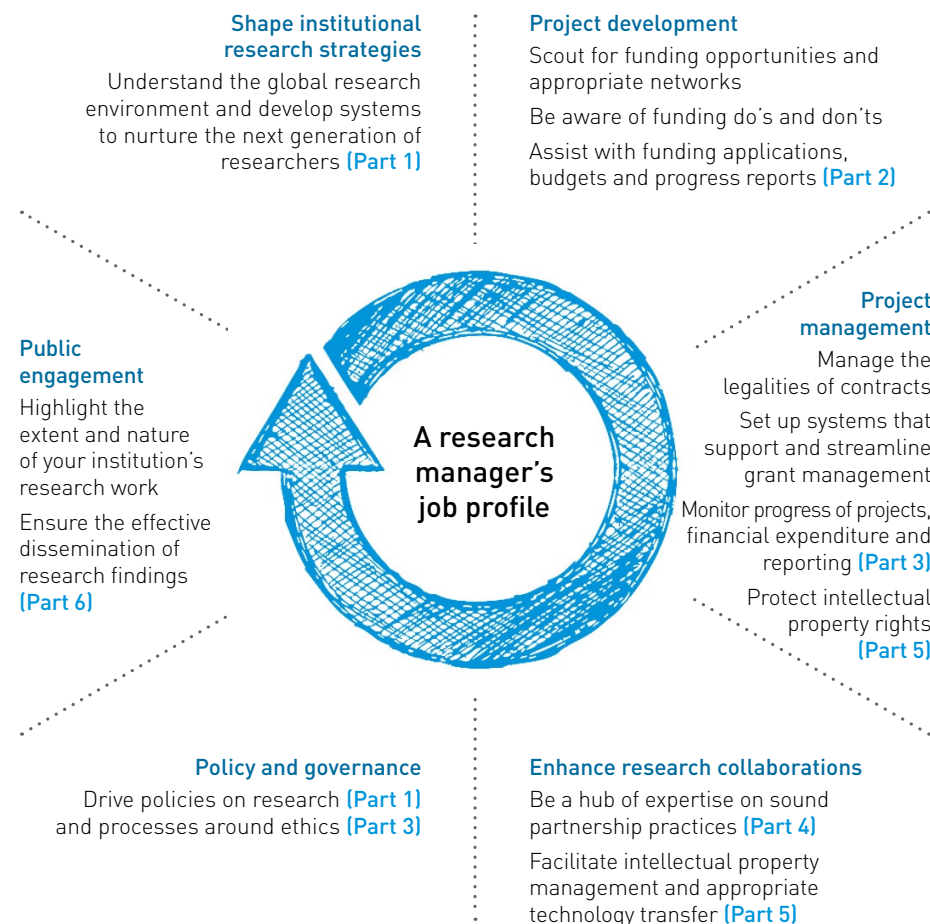 Shape institutional
research strategies
Understand the global research
environment and develop systems
to nurture the next generation of
researchers (Part 1)
Project development
Scout for funding opportunities and
appropriate networks
Be aware of funding do's and don'ts
Assist with funding applications,
budgets and progress reports (Part 2)
Project
management
Manage the
legalities of contracts
Set up systems that
support and streamline
grant management
Monitor progress of projects,
financial expenditure and
reporting (Part 3)
Protect intellectual
property rights
(Part 5)
Public
engagement
Highlight the
extent and nature
of your institution's
research work
Ensure the effective
dissemination of
research findings
(Part 6)
A research
manager's
job profile
Policy and governance
Drive policies on research (Part 1)
and processes around ethics (Part 3)
Enhance research collaborations
Be a hub of expertise on sound
partnership practices (Part 4)
Facilitate intellectual property
management and appropriate
technology transfer (Part 5)